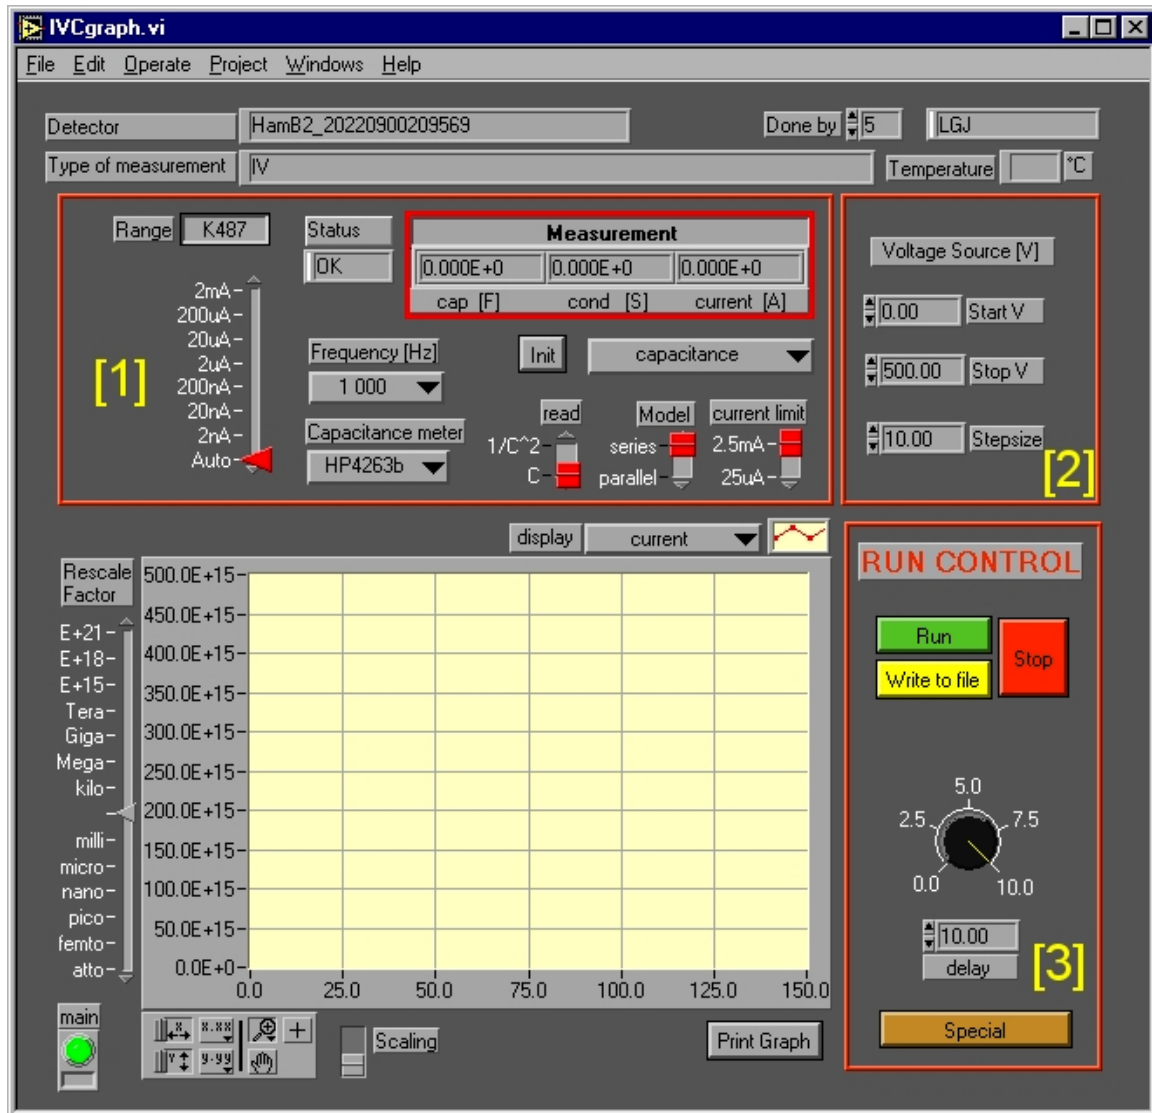 IVCgraph.vi
File Edit Operate Project Windows Help
Detector HamB2_20220900209569 Done by 5 LGJ
Type of measurement IV Temperature °C
Range K487
Status
OK
Measurement
0.000E+0 0.000E+0 0.000E+0
cap [F] cond [S] current [A]
2mA
200uA
20uA
2uA
200nA
20nA
2nA
Auto
[1]
Frequency [Hz]
1 000
Init capacitance
Capacitance meter
HP4263b
read
1/C^2
C
Model
series
parallel
current limit
2.5mA
25uA
Voltage Source [V]
0.00 Start V
500.00 Stop V
10.00 Stepsize
[2]
display current
Rescale
Factor
E+21
E+18
E+15
Tera
Giga
Mega
kilo
milli
micro
nano
pico
femto
atto
500.0E+15
450.0E+15
400.0E+15
350.0E+15
300.0E+15
250.0E+15
200.0E+15
150.0E+15
100.0E+15
50.0E+15
0.0E+0
0.0 25.0 50.0 75.0 100.0 125.0 150.0
main
x.xx
y.yy
Scaling
Print Graph
RUN CONTROL
Run
Write to file
Stop
5.0
2.5 7.5
0.0 10.0
10.00
delay
[3]
Special